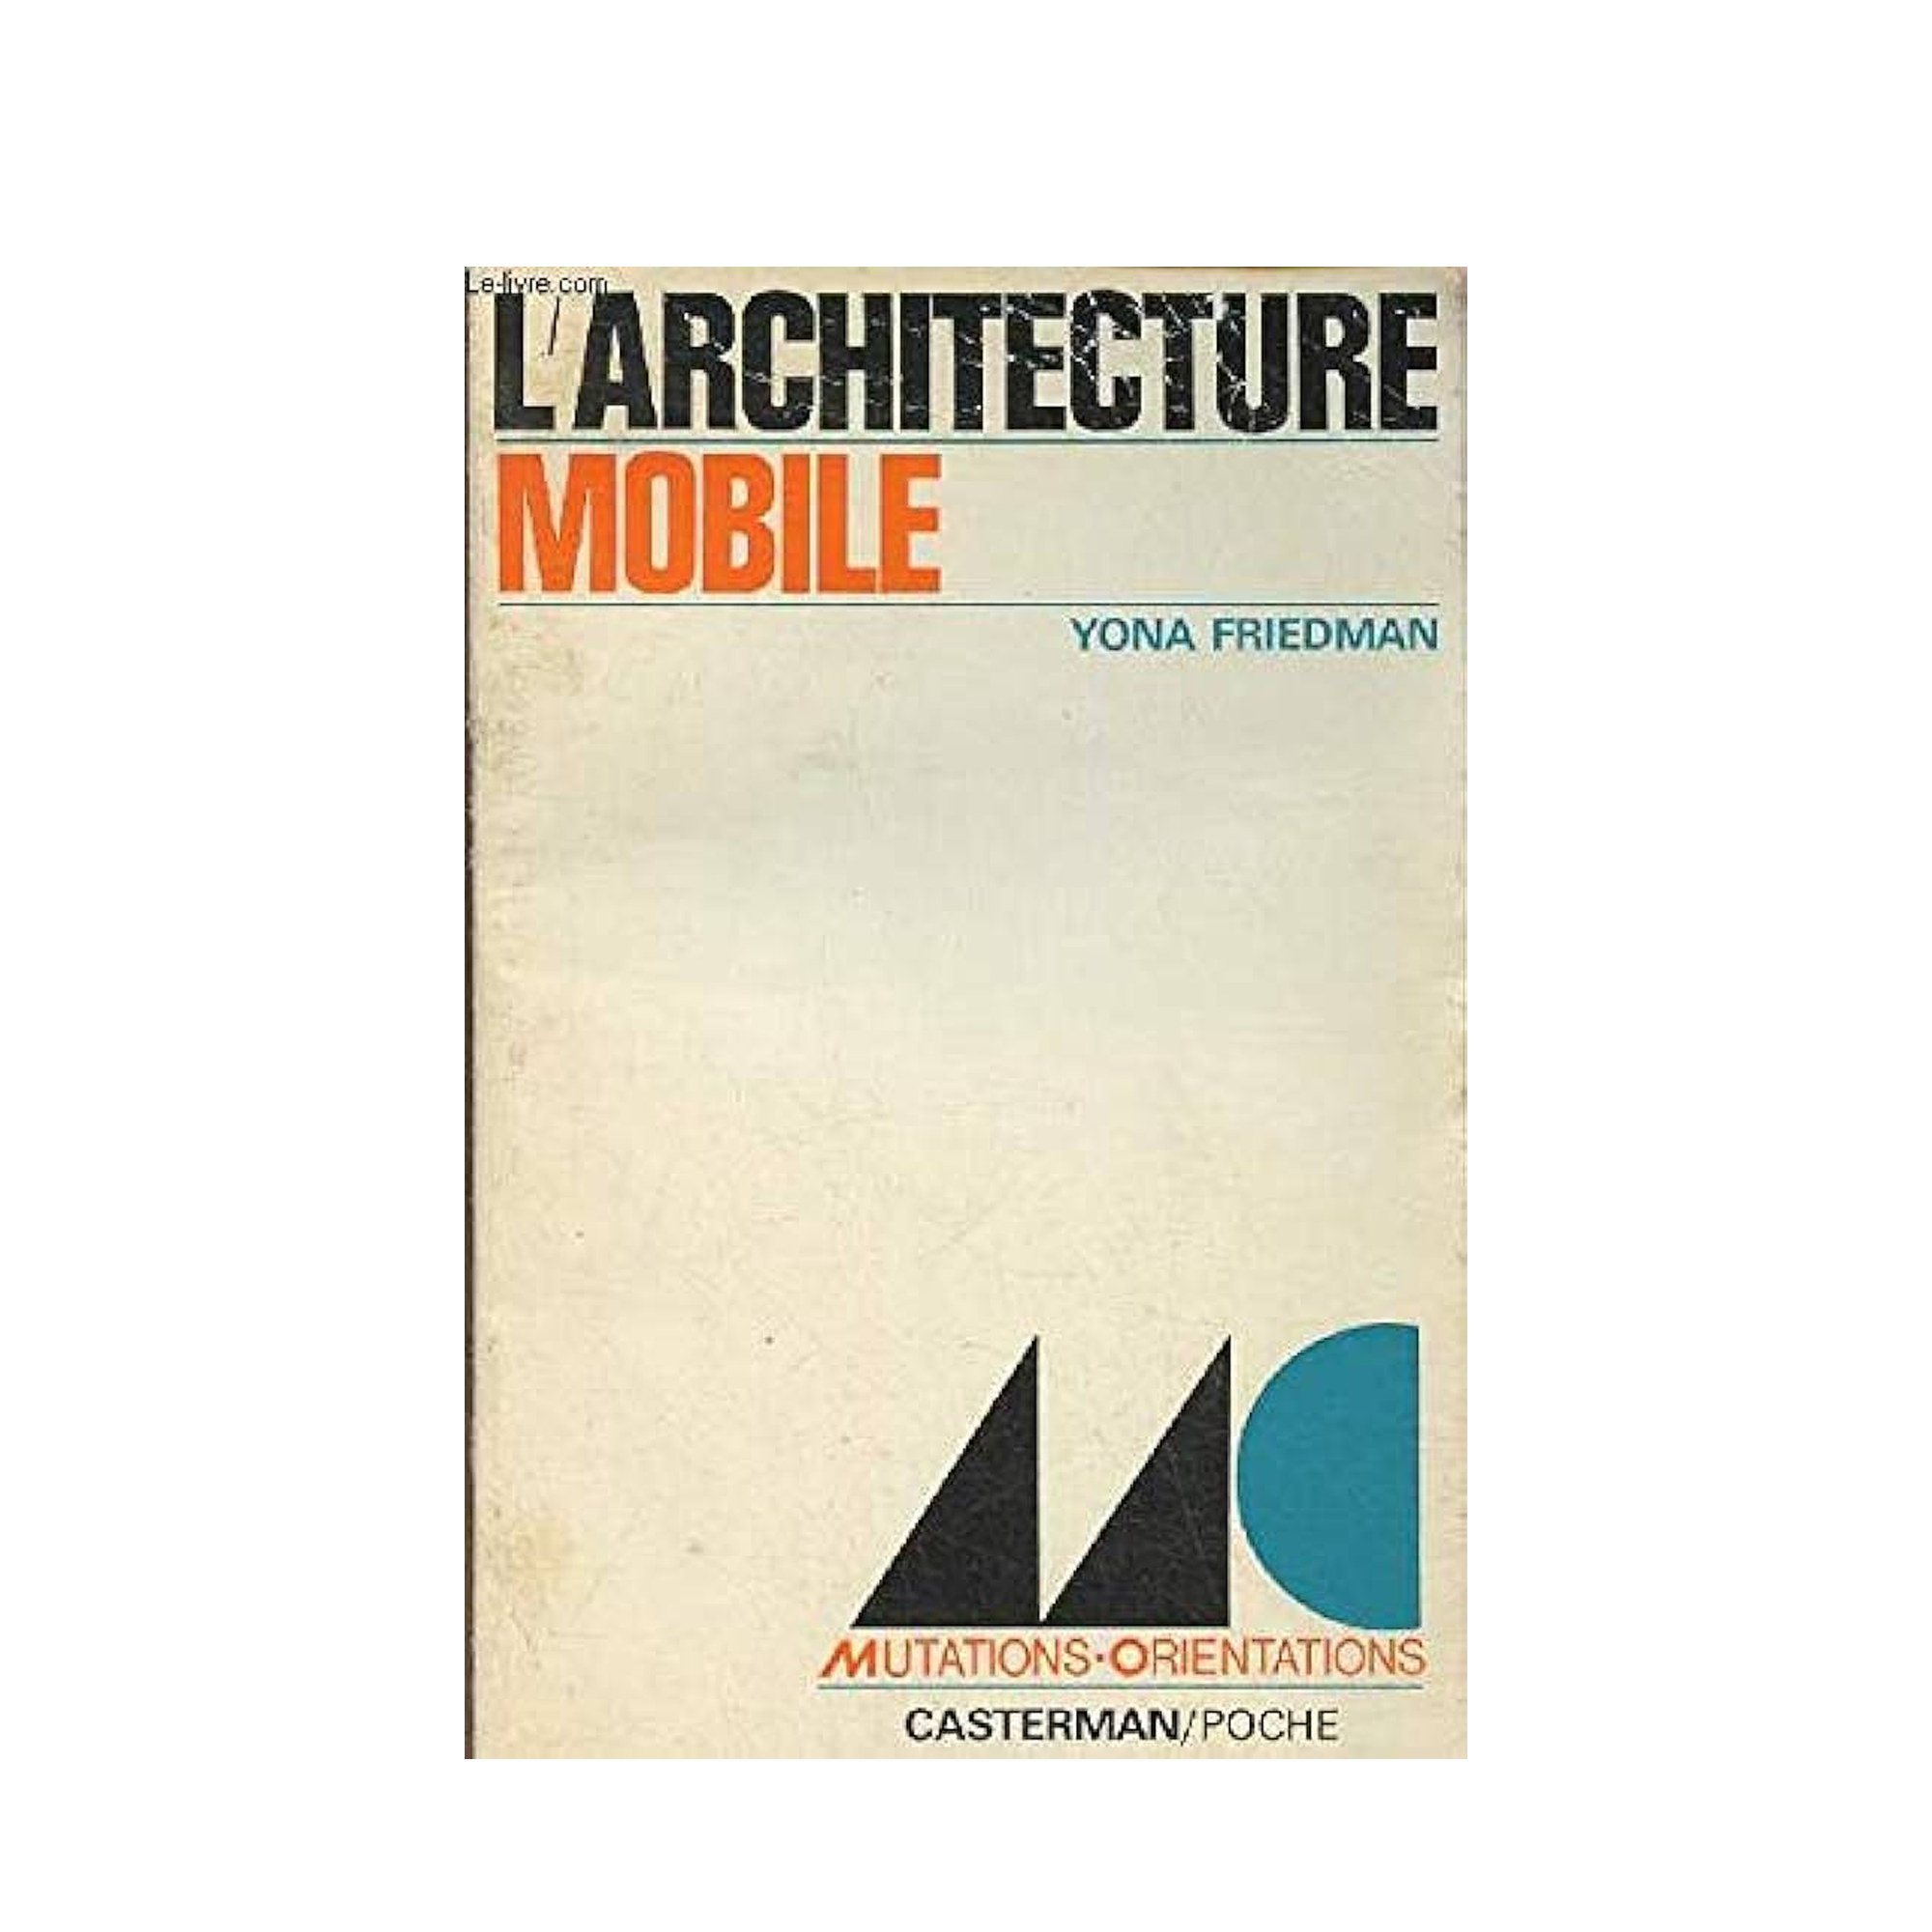 Le-livre.com
L'ARCHITECTURE
MOBILE
YONA FRIEDMAN
MUTATIONS·ORIENTATIONS
CASTERMAN/POCHE